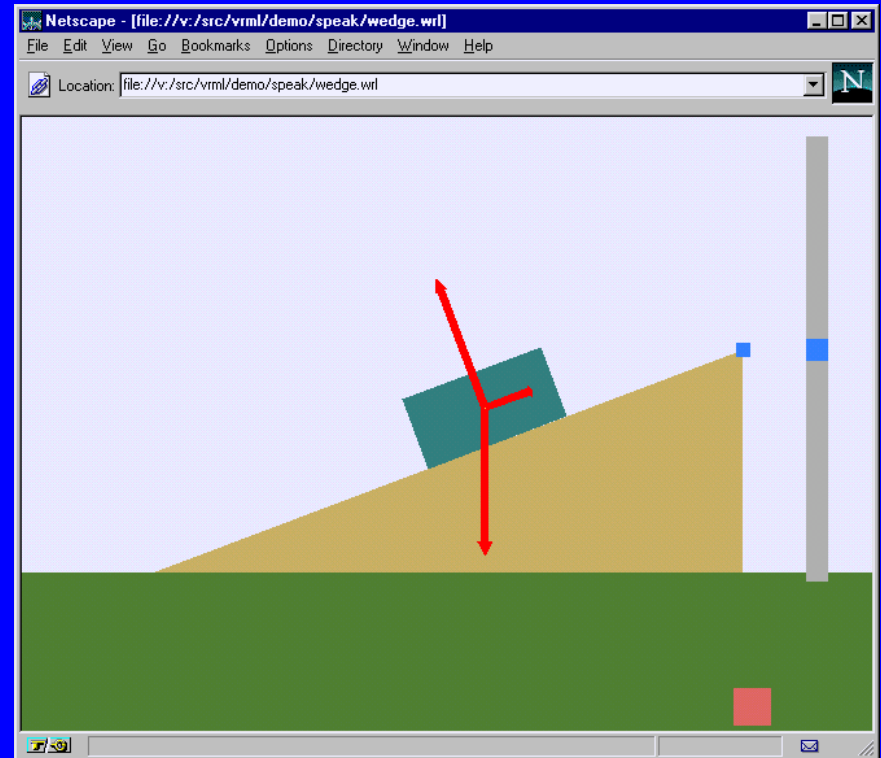 Netscape - [file://v:/src/vrml/demo/speak/wedge.wrl]
File Edit View Go Bookmarks Options Directory Window Help
Location: file://v:/src/vrml/demo/speak/wedge.wrl
N